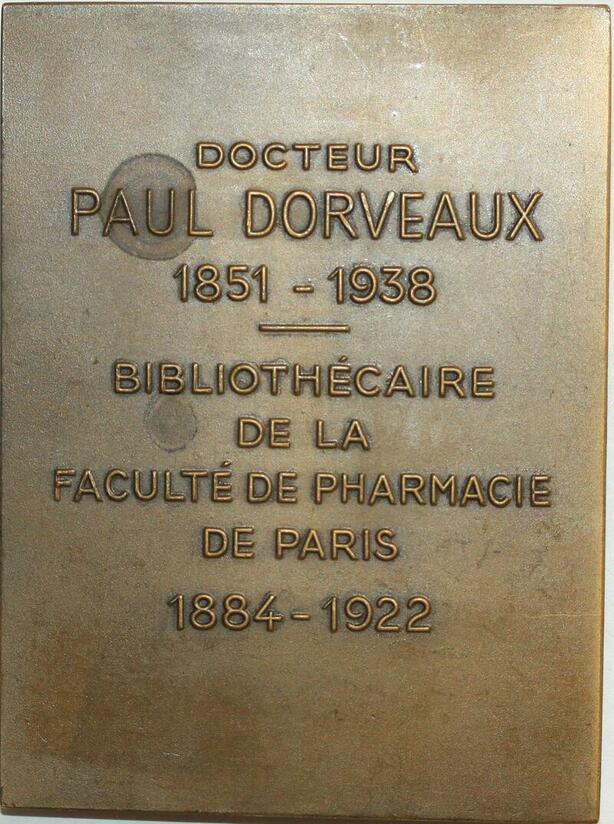 DOCTEUR
PAUL DORVEAUX
1851 - 1938
BIBLIOTHÉCAIRE
DE LA
FACULTÉ DE PHARMACIE
DE PARIS
1884 - 1922